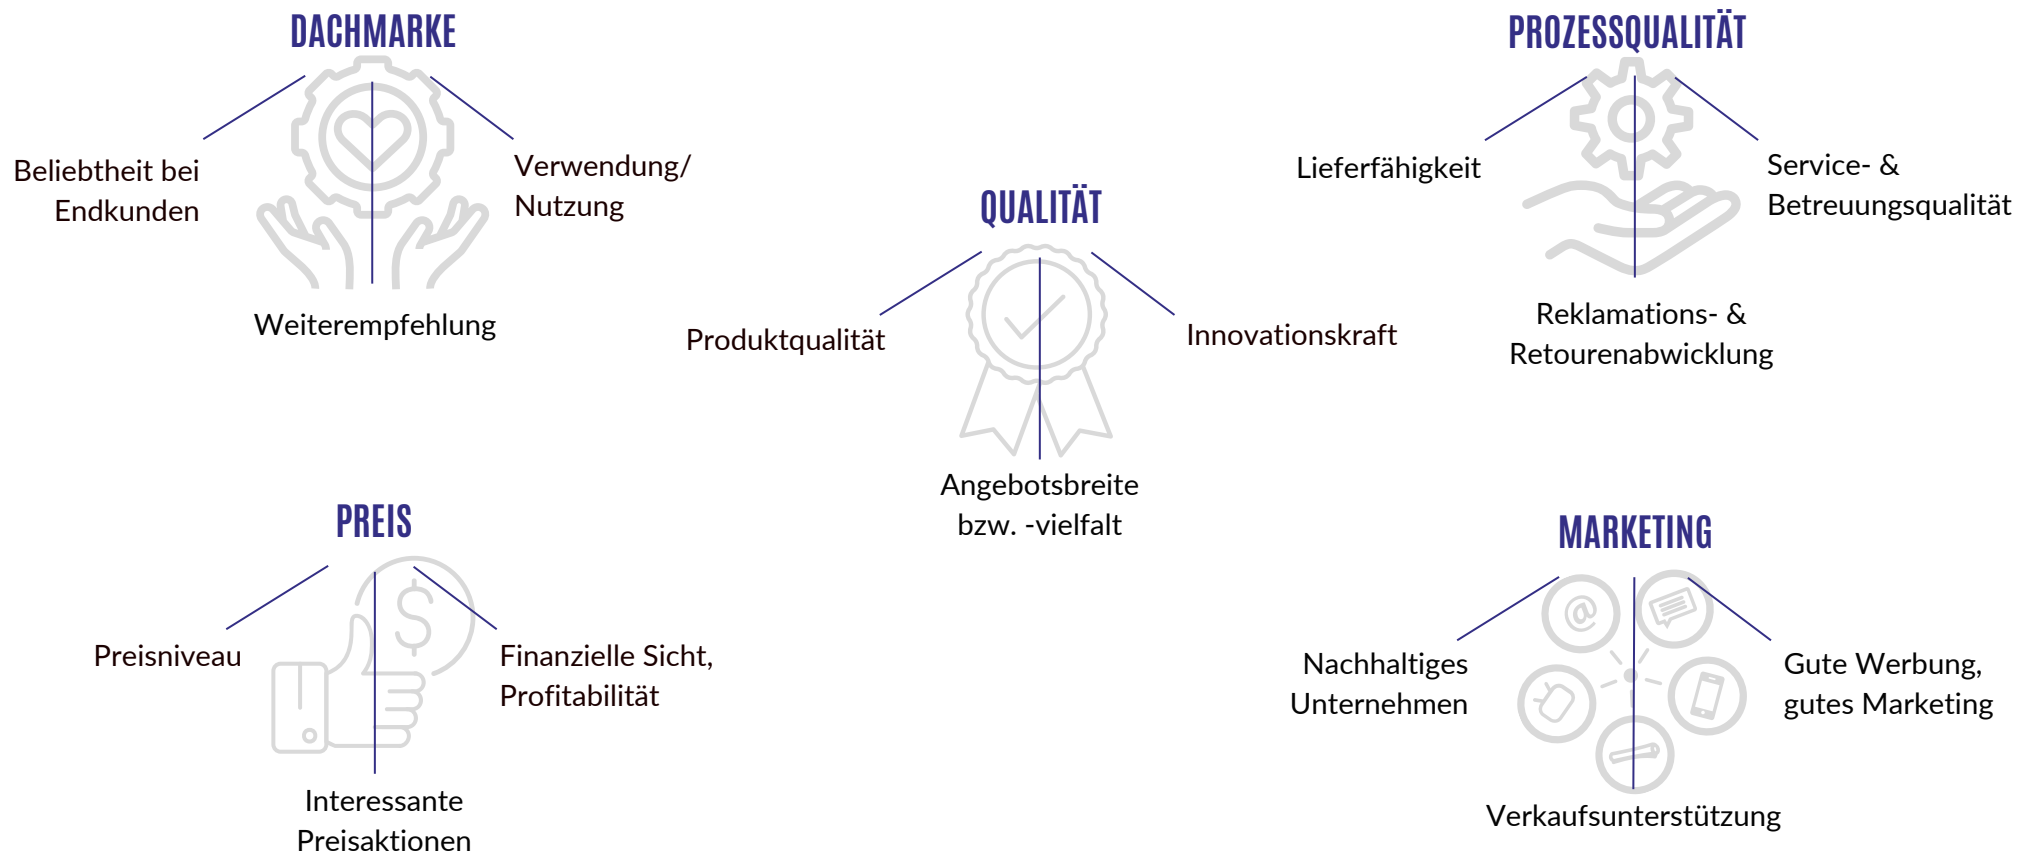 DACHMARKE
Beliebtheit bei
Endkunden
Verwendung/
Nutzung
Weiterempfehlung
PROZESSQUALITÄT
Lieferfähigkeit
Service- &
Betreuungsqualität
Reklamations- &
Retourenabwicklung
QUALITÄT
Produktqualität
Innovationskraft
Angebotsbreite
bzw. -vielfalt
PREIS
$
Preisniveau
Finanzielle Sicht,
Profitabilität
Interessante
Preisaktionen
MARKETING
@
Nachhaltiges
Unternehmen
Gute Werbung,
gutes Marketing
Verkaufsunterstützung